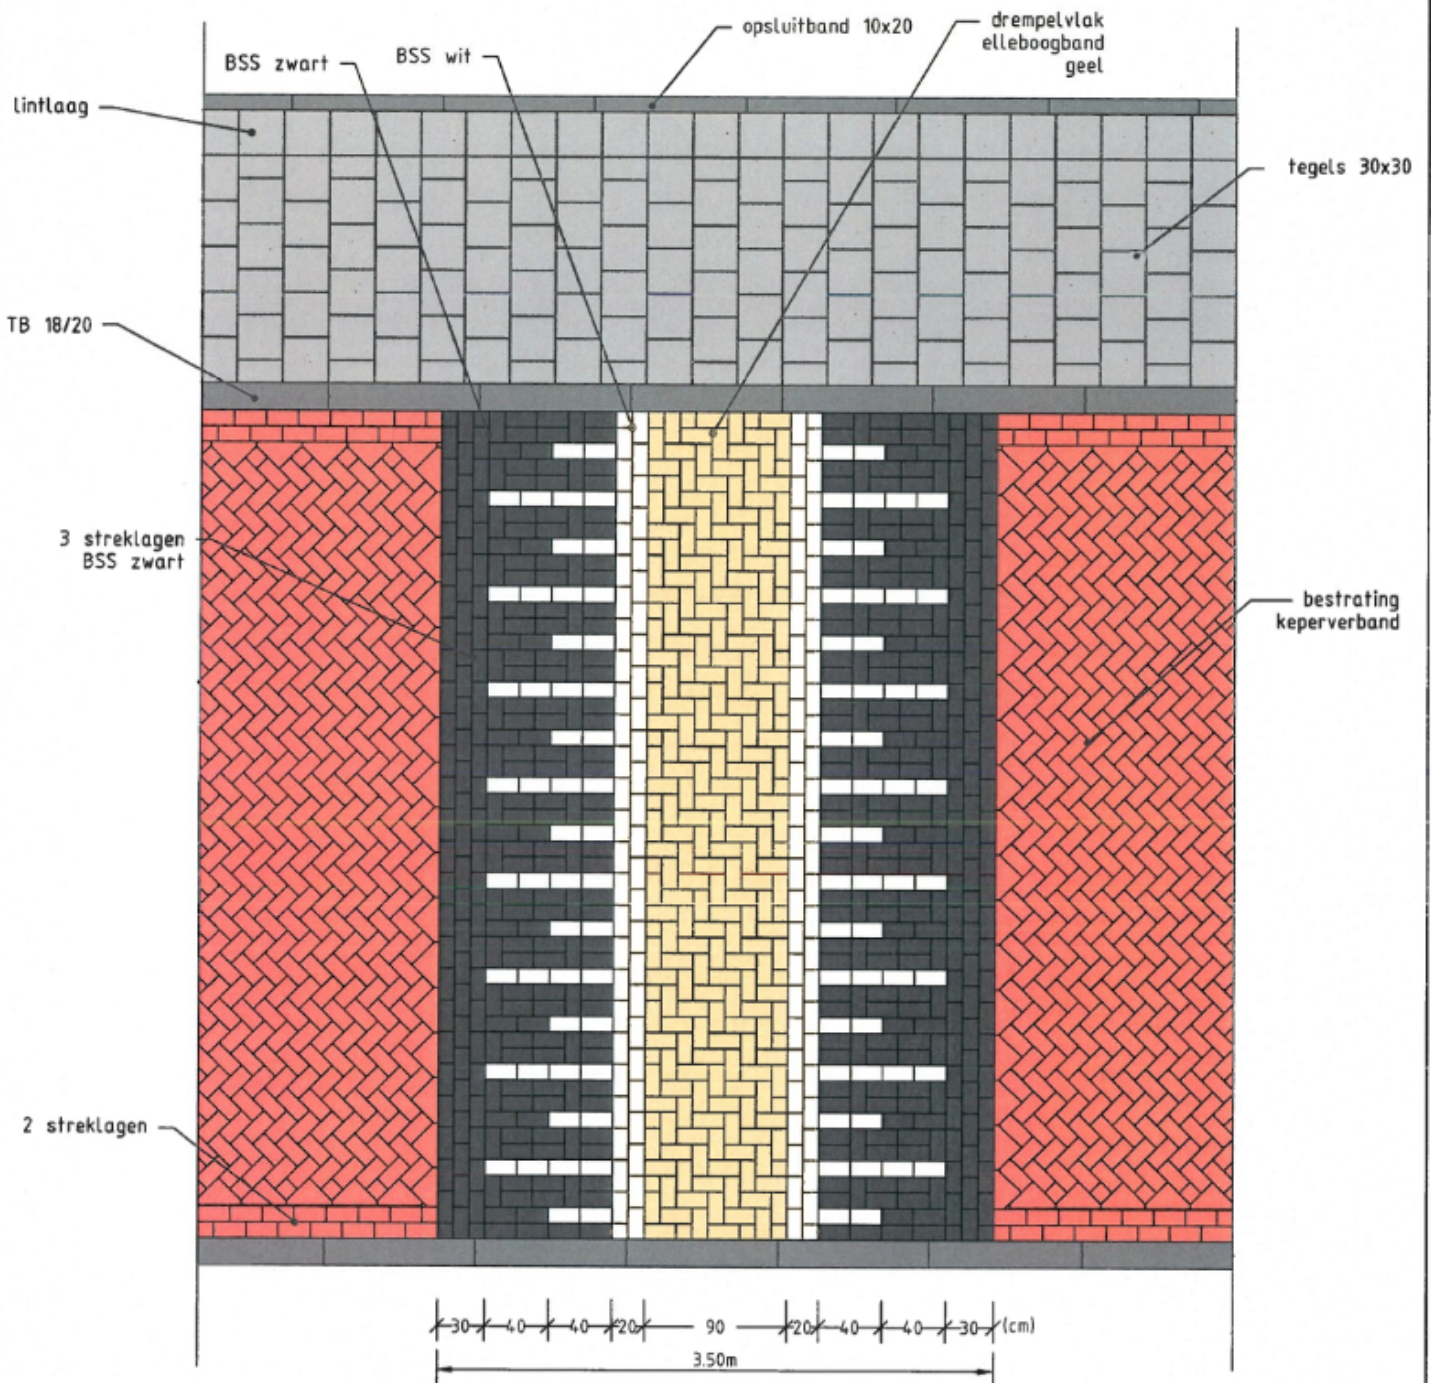 opsluitband 10x20
drempelvlak
elleboogband
geel
BSS wit
BSS zwart
lintlaag
tegels 30x30
TB 18/20
3 streklagen
BSS zwart
bestrating
keperverband
2 streklagen
30 40 40 20 90 20 40 40 30 (cm)
3.50m